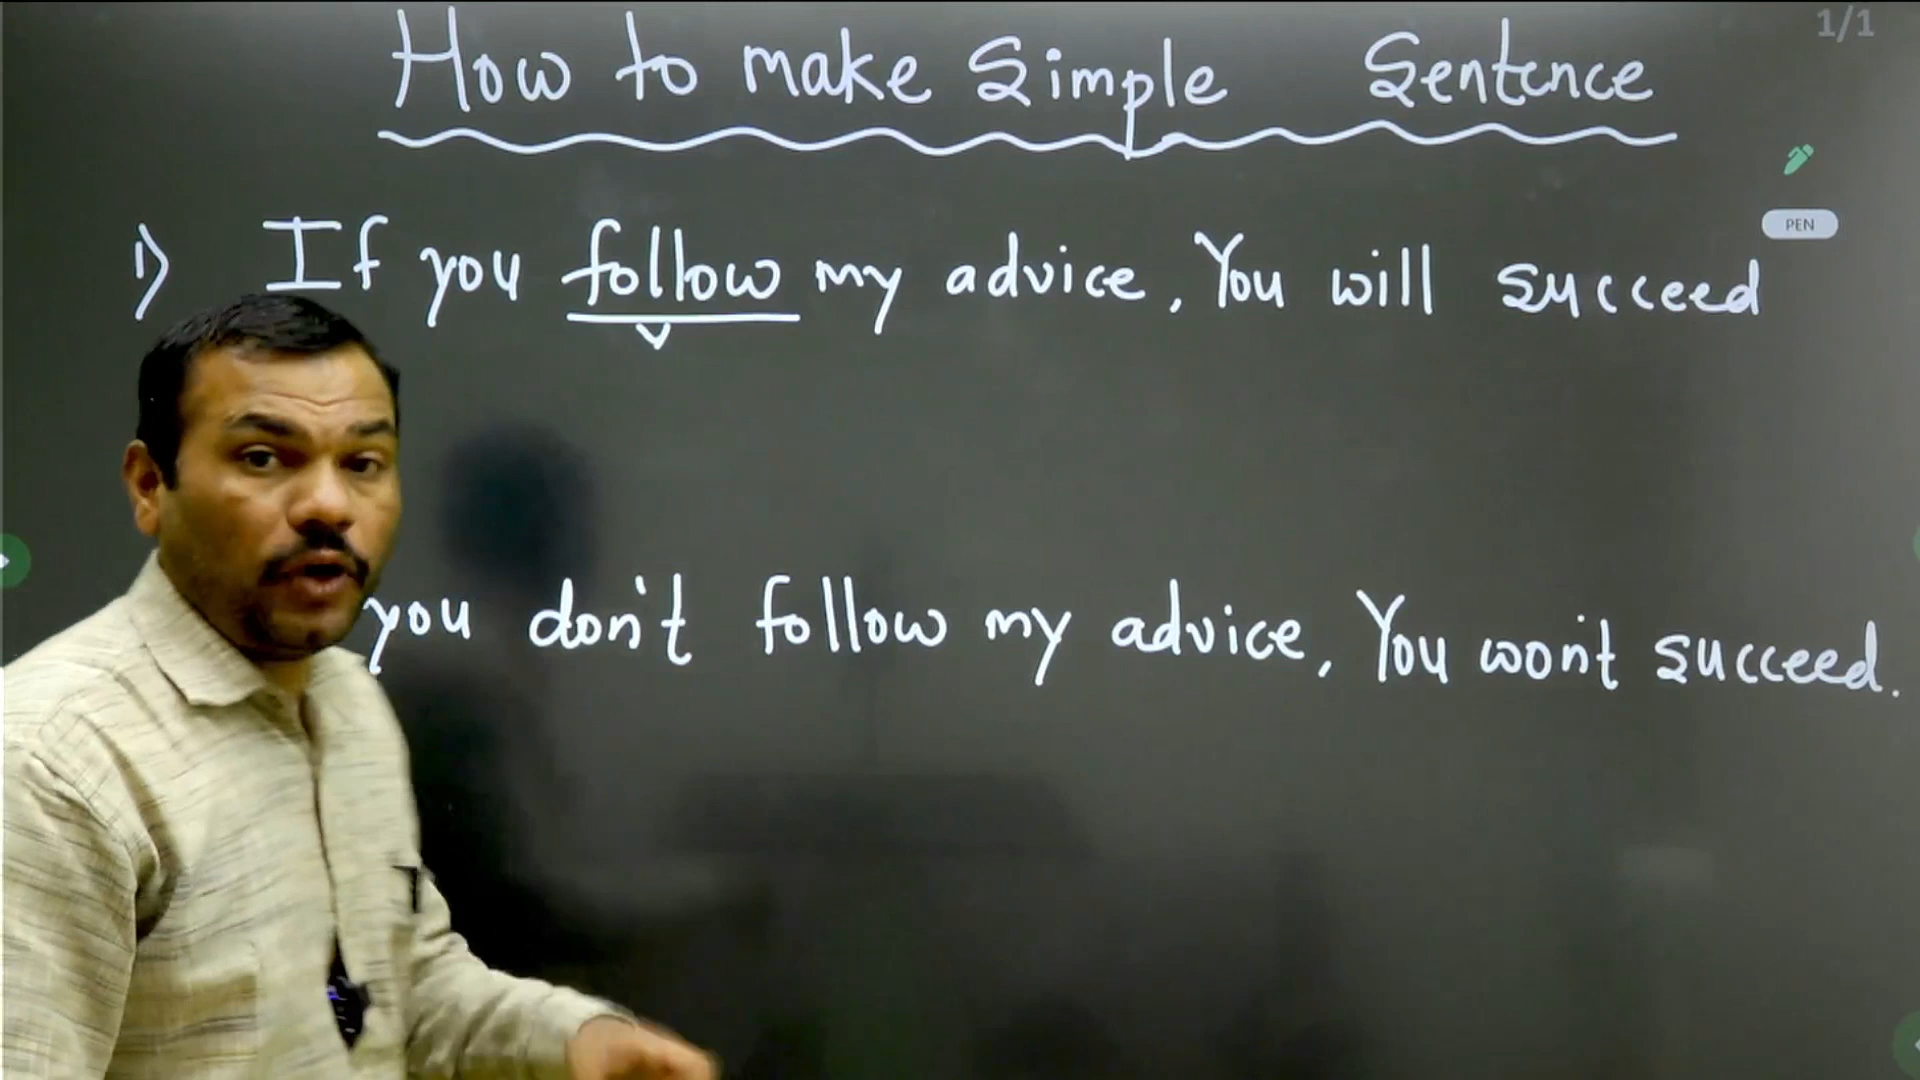 1/1
How to make Simple Sentence
PEN
1) If you follow my advice, You will succeed
you don't follow my advice, You won't succeed.